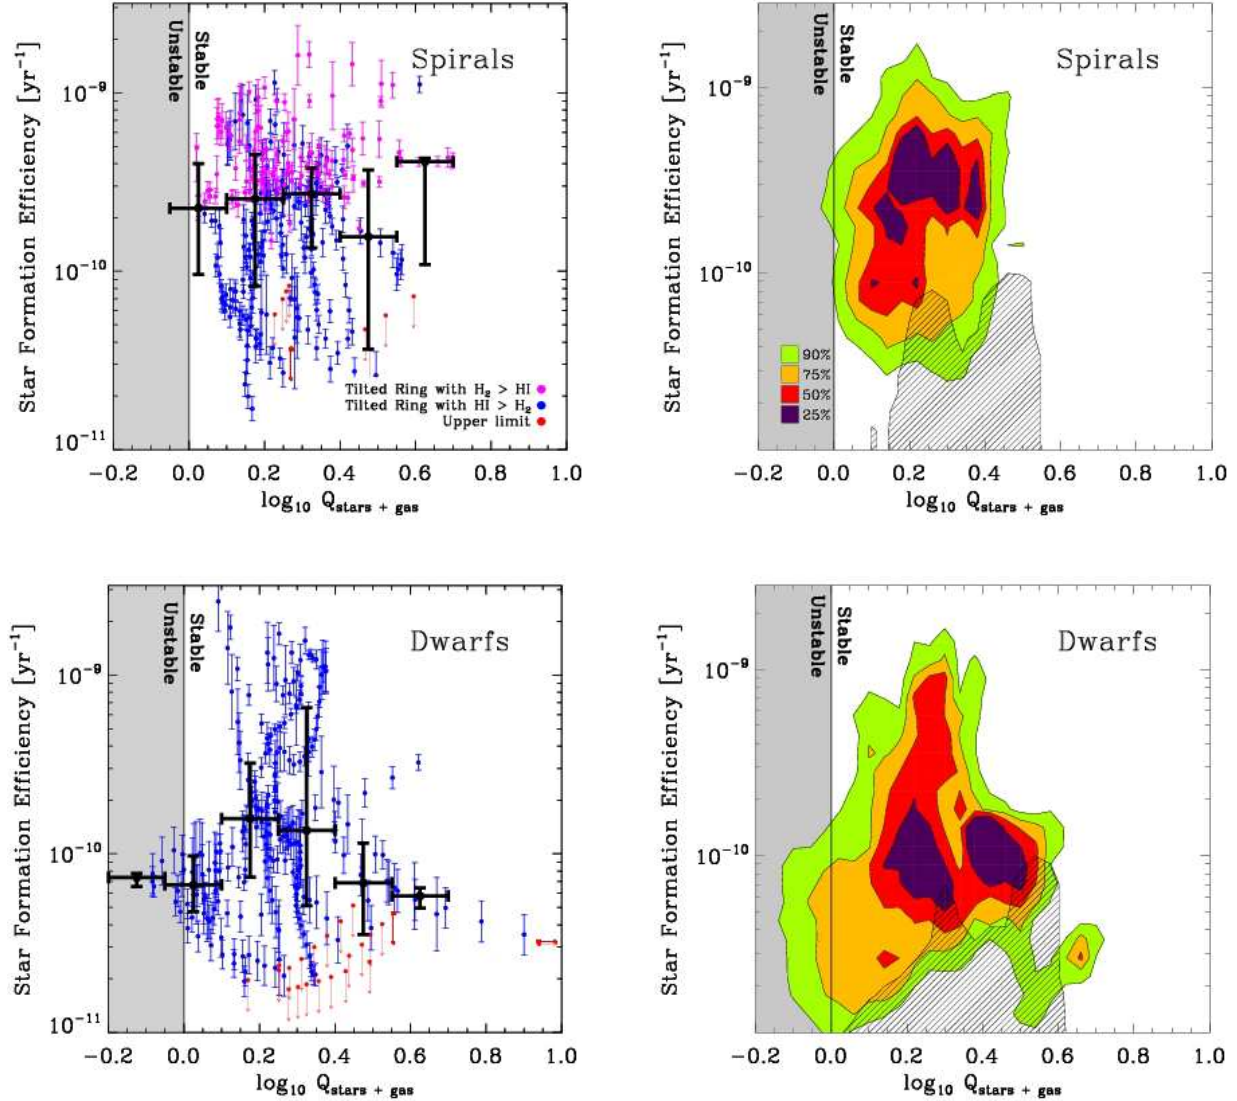 Unstable
Stable
Spirals
Star Formation Efficiency [yr⁻¹]
10⁻⁹
10⁻¹⁰
10⁻¹¹
Tilted Ring with H₂ > HI
Tilted Ring with HI > H₂
Upper limit
−0.2 0.0 0.2 0.4 0.6 0.8 1.0
log₁₀ Qstars + gas
Unstable
Stable
Spirals
Star Formation Efficiency [yr⁻¹]
10⁻⁹
10⁻¹⁰
90%
75%
50%
25%
−0.2 0.0 0.2 0.4 0.6 0.8 1.0
log₁₀ Qstars + gas
Unstable
Stable
Dwarfs
Star Formation Efficiency [yr⁻¹]
10⁻⁹
10⁻¹⁰
10⁻¹¹
−0.2 0.0 0.2 0.4 0.6 0.8 1.0
log₁₀ Qstars + gas
Unstable
Stable
Dwarfs
Star Formation Efficiency [yr⁻¹]
10⁻⁹
10⁻¹⁰
−0.2 0.0 0.2 0.4 0.6 0.8 1.0
log₁₀ Qstars + gas